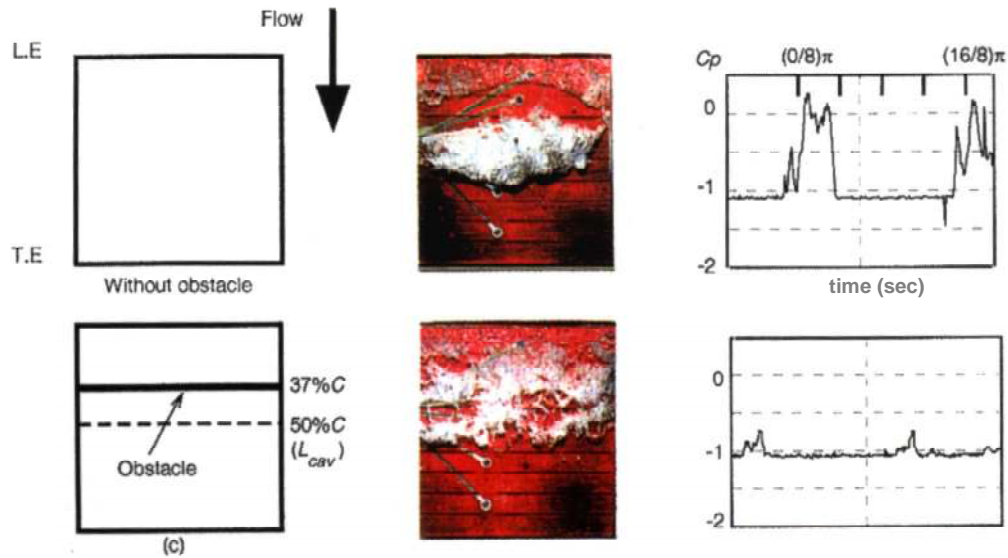 Flow
L.E
T.E
Without obstacle
Cp
(0/8)π
(16/8)π
0
-1
-2
time (sec)
37%C
50%C
(L_cav)
Obstacle
(c)
0
-1
-2